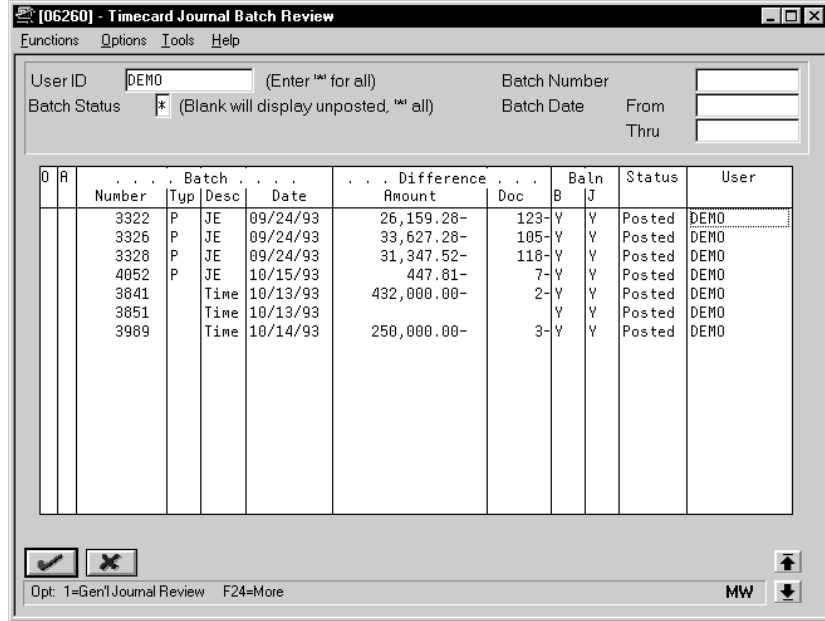 [06260] - Timecard Journal Batch Review
Functions Options Tools Help
User ID DEMO (Enter '*' for all) Batch Number
Batch Status * (Blank will display unposted, '*' all) Batch Date From
Thru
O A . . . . Batch . . . . . . . Difference . . . Baln Status User
Number Typ Desc Date Amount Doc B J
3322 P JE 09/24/93 26,159.28- 123- Y Y Posted DEMO
3326 P JE 09/24/93 33,627.28- 105- Y Y Posted DEMO
3328 P JE 09/24/93 31,347.52- 118- Y Y Posted DEMO
4052 P JE 10/15/93 447.81- 7- Y Y Posted DEMO
3841 Time 10/13/93 432,000.00- 2- Y Y Posted DEMO
3851 Time 10/13/93 Y Y Posted DEMO
3989 Time 10/14/93 250,000.00- 3- Y Y Posted DEMO
Opt: 1=Gen'l Journal Review F24=More MW